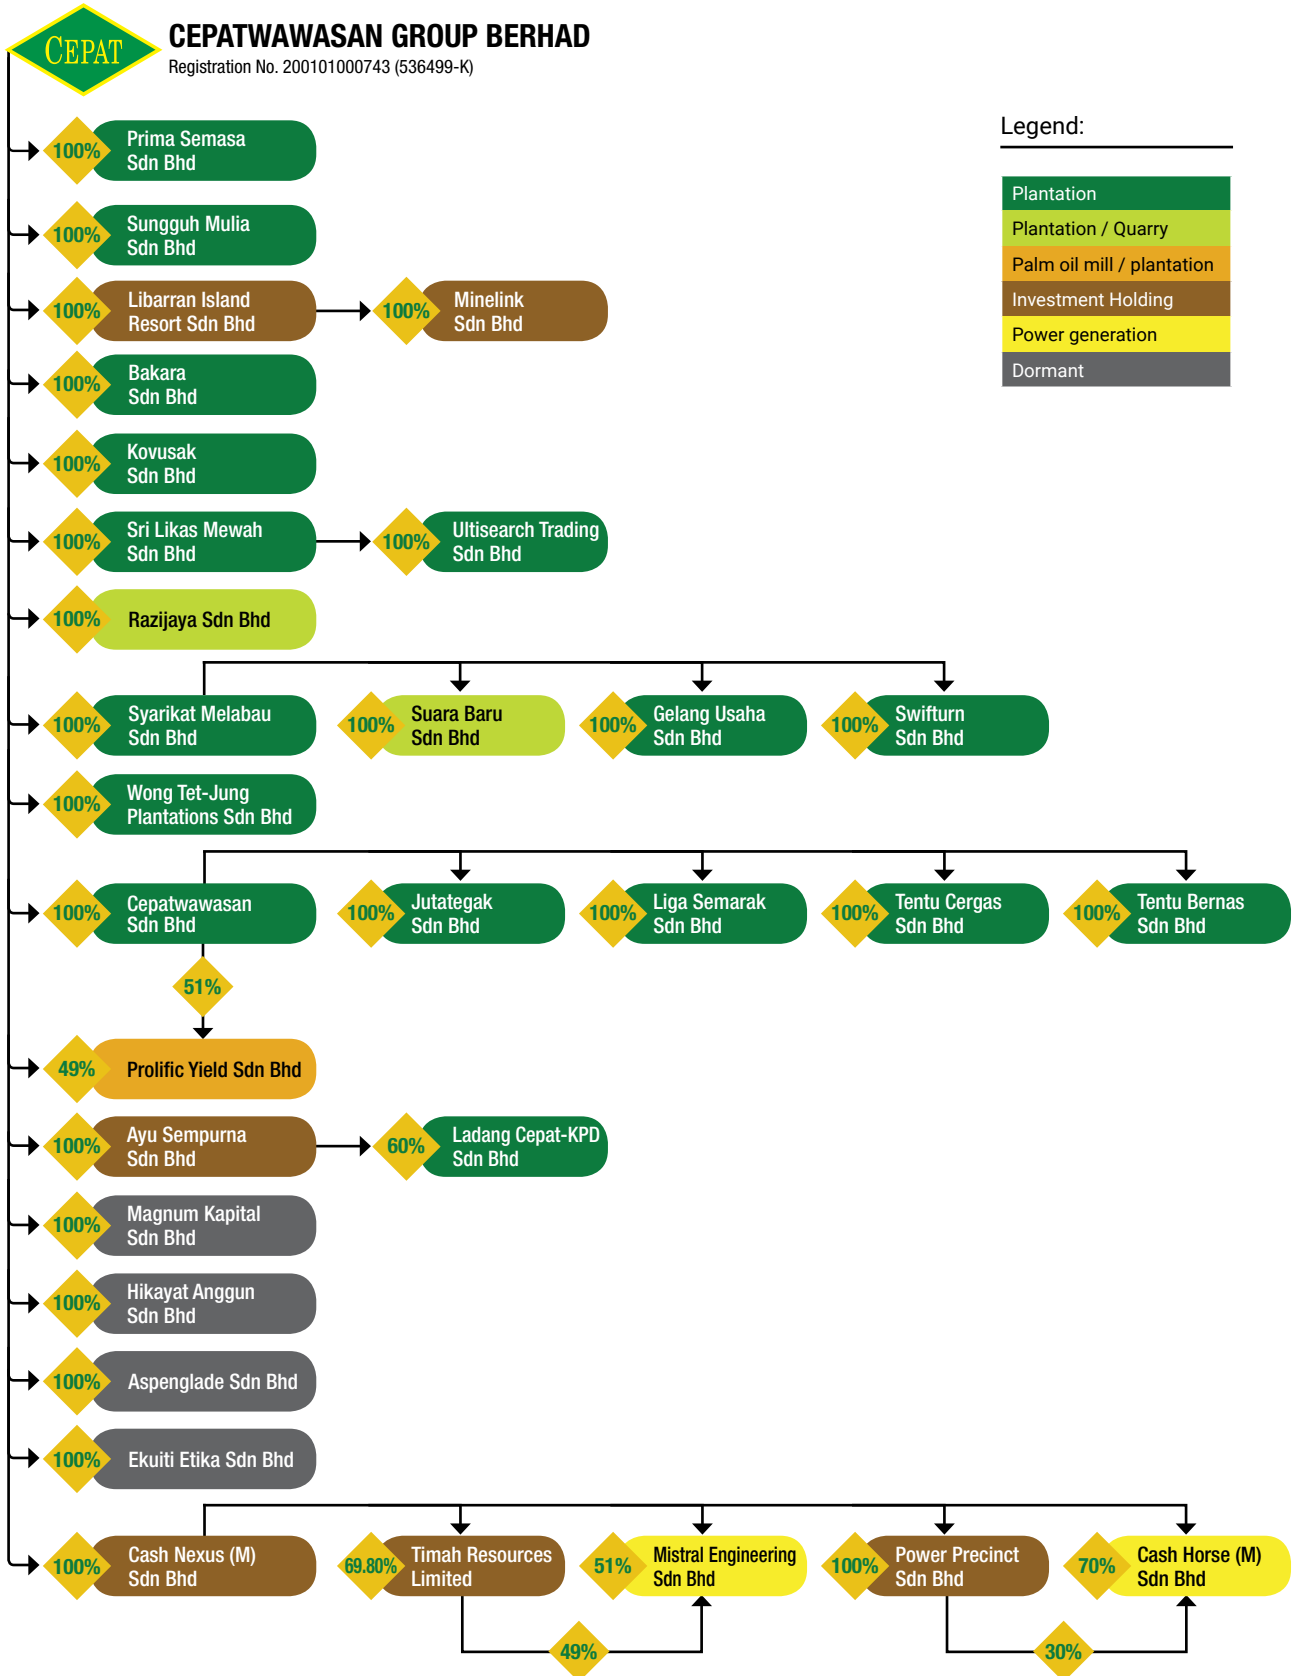 CEPAT
CEPATWAWASAN GROUP BERHAD
Registration No. 200101000743 (536499-K)
Legend:
Plantation
Plantation / Quarry
Palm oil mill / plantation
Investment Holding
Power generation
Dormant
100%
Prima Semasa
Sdn Bhd
100%
Sungguh Mulia
Sdn Bhd
100%
Libarran Island
Resort Sdn Bhd
100%
Minelink
Sdn Bhd
100%
Bakara
Sdn Bhd
100%
Kovusak
Sdn Bhd
100%
Sri Likas Mewah
Sdn Bhd
100%
Ultisearch Trading
Sdn Bhd
100%
Razijaya Sdn Bhd
100%
Syarikat Melabau
Sdn Bhd
100%
Suara Baru
Sdn Bhd
100%
Gelang Usaha
Sdn Bhd
100%
Swifturn
Sdn Bhd
100%
Wong Tet-Jung
Plantations Sdn Bhd
100%
Cepatwawasan
Sdn Bhd
100%
Jutategak
Sdn Bhd
100%
Liga Semarak
Sdn Bhd
100%
Tentu Cergas
Sdn Bhd
100%
Tentu Bernas
Sdn Bhd
51%
49%
Prolific Yield Sdn Bhd
100%
Ayu Sempurna
Sdn Bhd
60%
Ladang Cepat-KPD
Sdn Bhd
100%
Magnum Kapital
Sdn Bhd
100%
Hikayat Anggun
Sdn Bhd
100%
Aspenglade Sdn Bhd
100%
Ekuiti Etika Sdn Bhd
100%
Cash Nexus (M)
Sdn Bhd
69.80%
Timah Resources
Limited
51%
Mistral Engineering
Sdn Bhd
100%
Power Precinct
Sdn Bhd
70%
Cash Horse (M)
Sdn Bhd
49%
30%